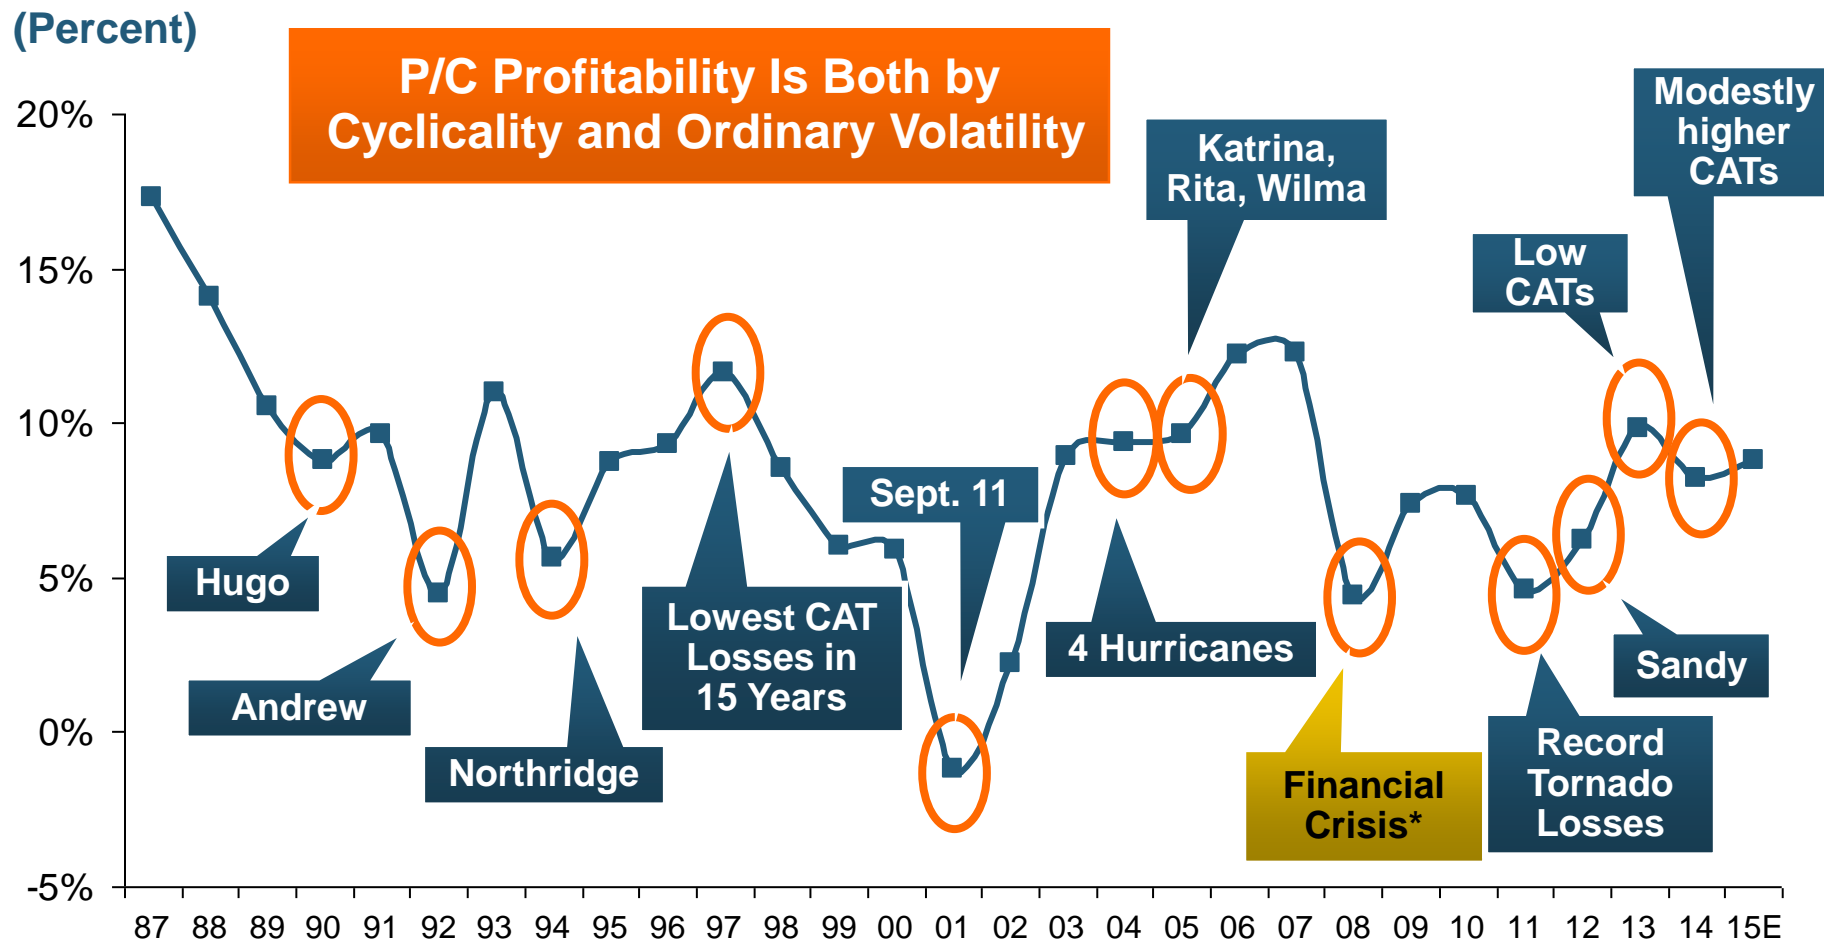 (Percent)
P/C Profitability Is Both by
Cyclicality and Ordinary Volatility
20%
15%
10%
5%
0%
-5%
Hugo
Andrew
Northridge
Lowest CAT
Losses in
15 Years
Sept. 11
4 Hurricanes
Katrina,
Rita, Wilma
Financial
Crisis*
Record
Tornado
Losses
Sandy
Low
CATs
Modestly
higher
CATs
87 88 89 90 91 92 93 94 95 96 97 98 99 00 01 02 03 04 05 06 07 08 09 10 11 12 13 14 15E